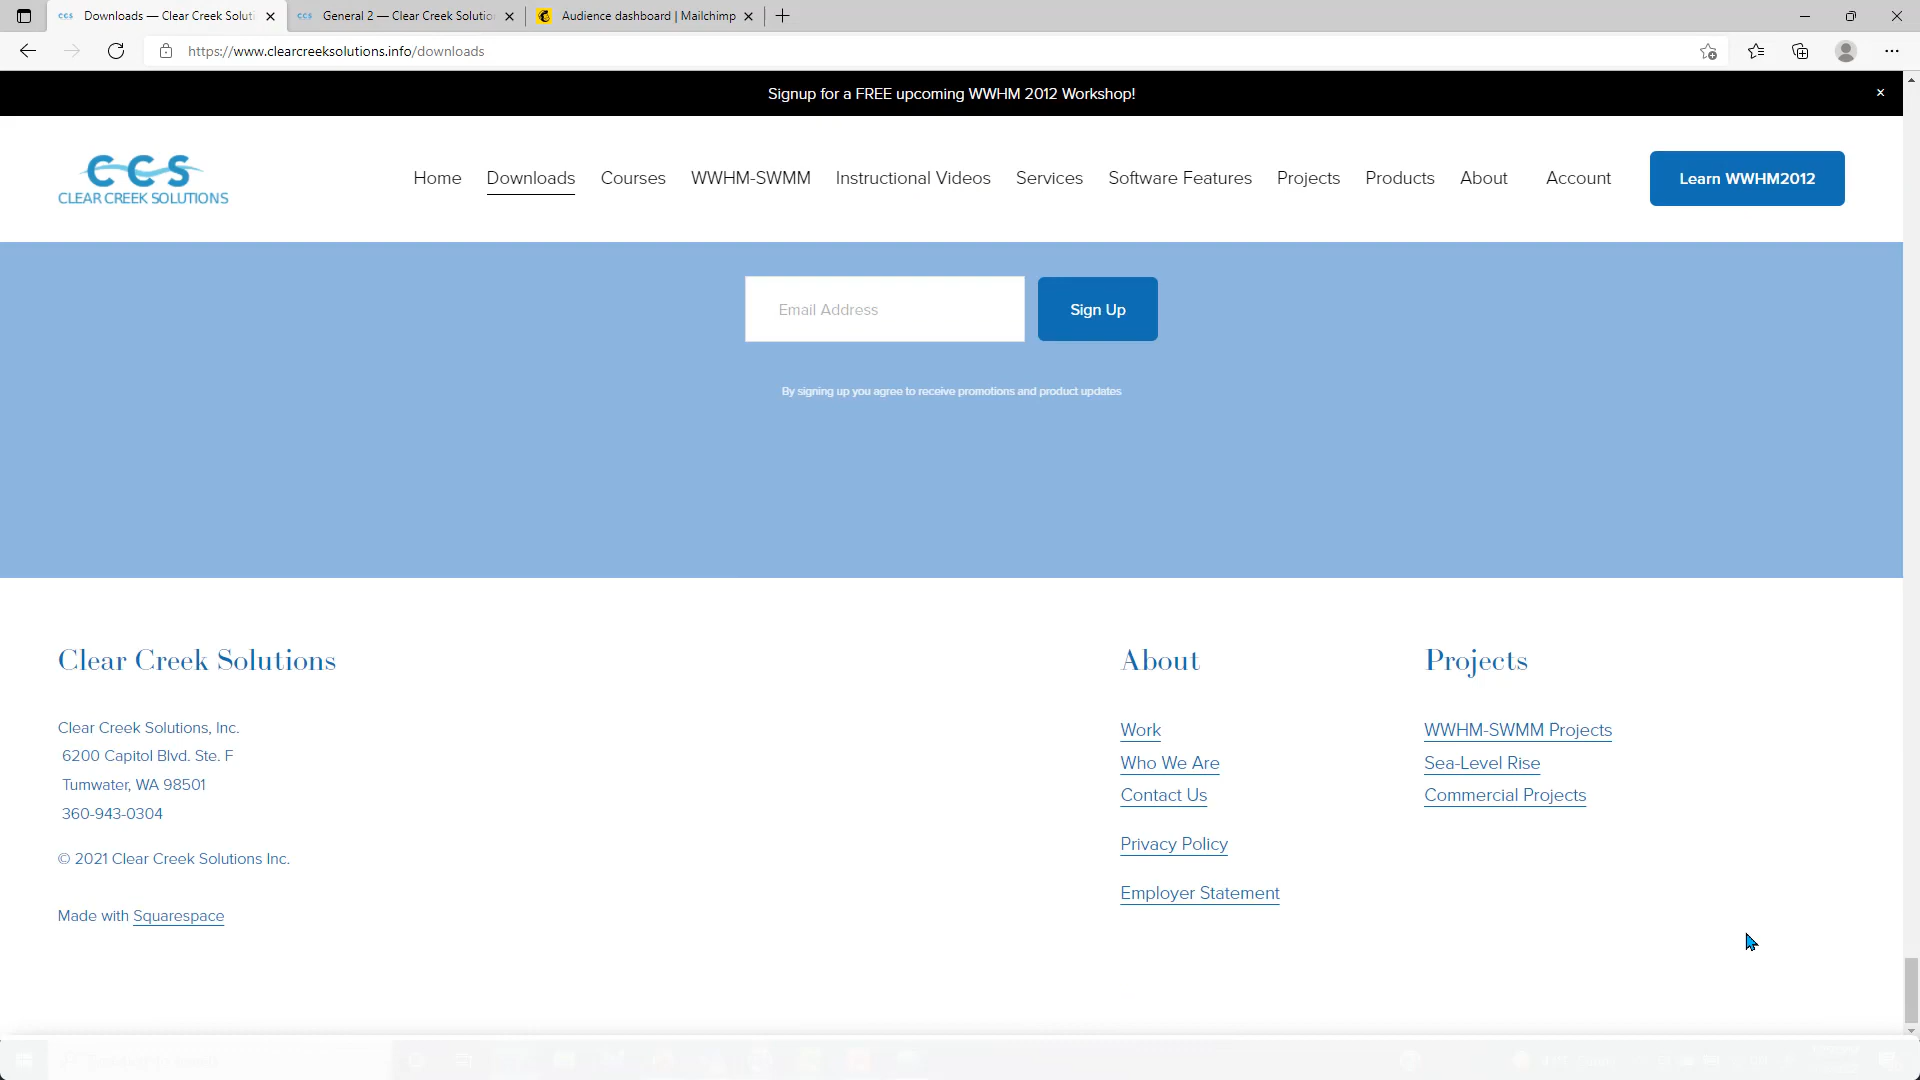 Downloads — Clear Creek Soluti
General 2 — Clear Creek Solutio
Audience dashboard | Mailchimp
https://www.clearcreeksolutions.info/downloads
Signup for a FREE upcoming WWHM 2012 Workshop!
CCS
CLEAR CREEK SOLUTIONS
Home
Downloads
Courses
WWHM-SWMM
Instructional Videos
Services
Software Features
Projects
Products
About
Account
Learn WWHM2012
Email Address
Sign Up
By signing up you agree to receive promotions and product updates
Clear Creek Solutions
Clear Creek Solutions, Inc.
6200 Capitol Blvd. Ste. F
Tumwater, WA 98501
360-943-0304
© 2021 Clear Creek Solutions Inc.
Made with Squarespace
About
Work
Who We Are
Contact Us
Privacy Policy
Employer Statement
Projects
WWHM-SWMM Projects
Sea-Level Rise
Commercial Projects